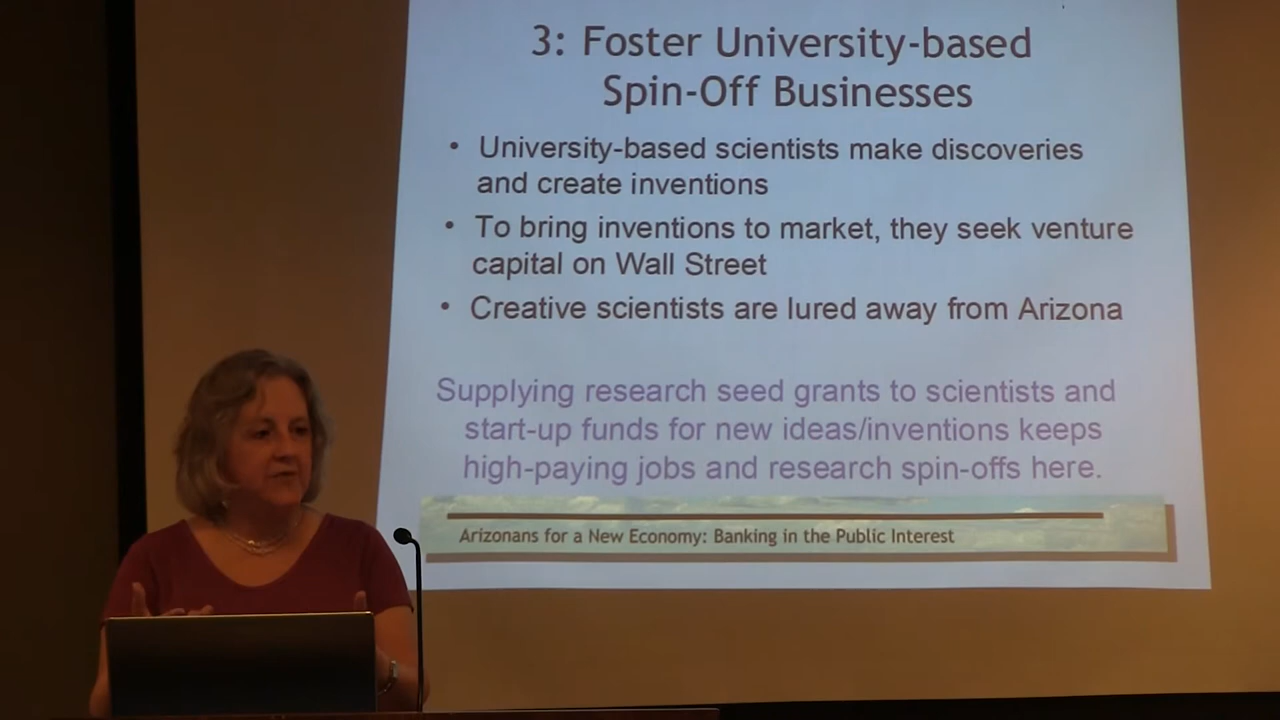 3: Foster University-based
Spin-Off Businesses
• University-based scientists make discoveries
and create inventions
• To bring inventions to market, they seek venture
capital on Wall Street
• Creative scientists are lured away from Arizona
Supplying research seed grants to scientists and
start-up funds for new ideas/inventions keeps
high-paying jobs and research spin-offs here.
Arizonans for a New Economy: Banking in the Public Interest